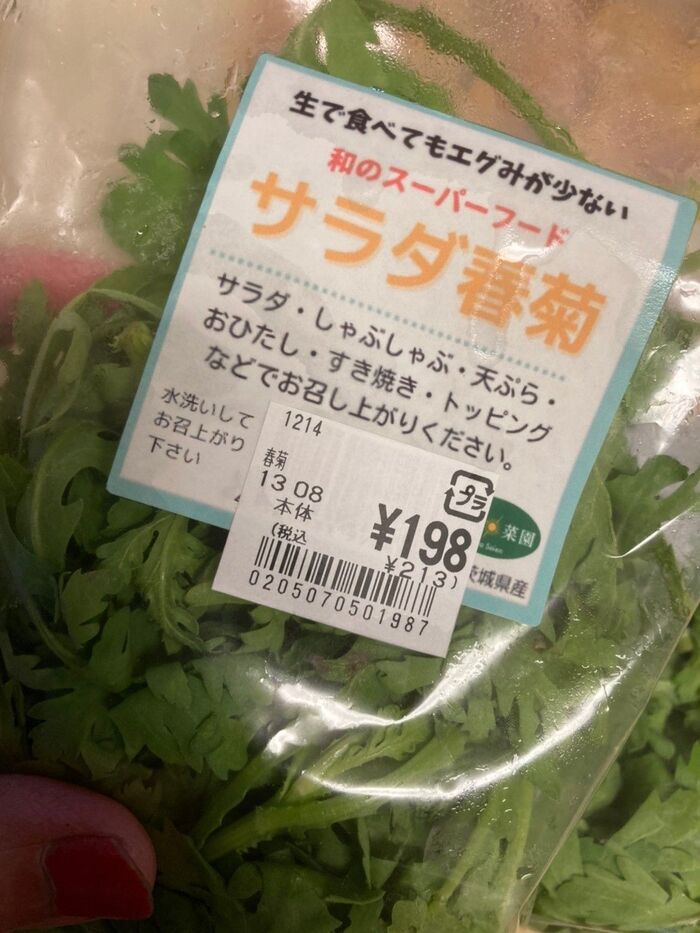 生で食べてもエグみが少ない
和のスーパーフード
サラダ春菊
サラダ・しゃぶしゃぶ・天ぷら・
おひたし・すき焼き・トッピング
などでお召し上がりください。
水洗いして
お召上がり
下さい
1214
春菊
13 08
プラ
本体
¥198
(税込
¥213)
0205070501987
菜園
茨城県産